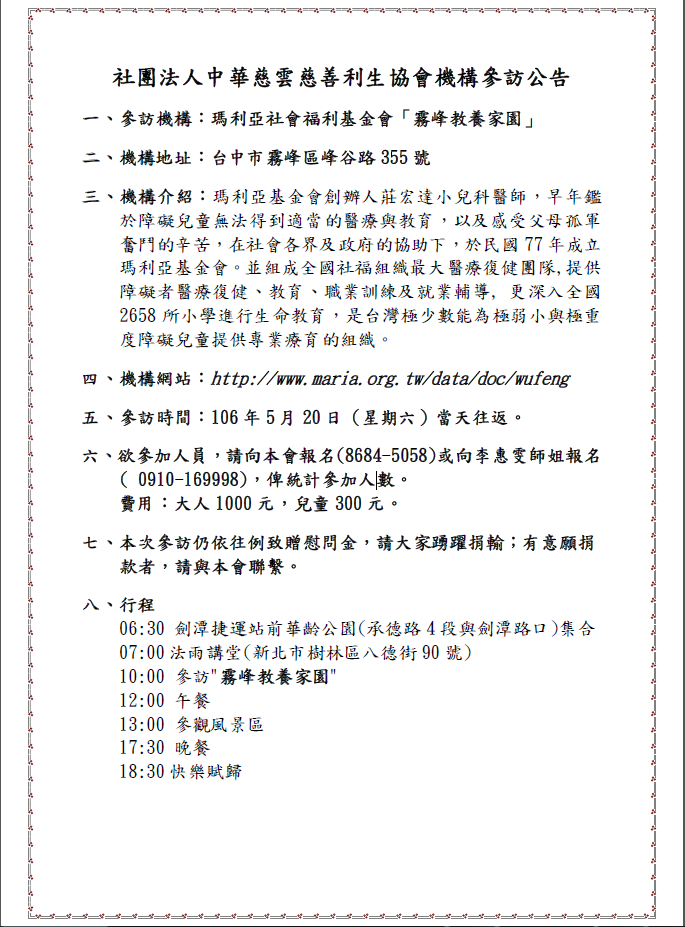 社團法人中華慈雲慈善利生協會機構參訪公告
一、參訪機構：瑪利亞社會福利基金會「霧峰教養家園」
二、機構地址：台中市霧峰區峰谷路 355 號
三、機構介紹：瑪利亞基金會創辦人莊宏達小兒科醫師，早年鑑
於障礙兒童無法得到適當的醫療與教育，以及感受父母孤軍
奮鬥的辛苦，在社會各界及政府的協助下，於民國 77 年成立
瑪利亞基金會。並組成全國社福組織最大醫療復健團隊,提供
障礙者醫療復健、教育、職業訓練及就業輔導, 更深入全國
2658 所小學進行生命教育，是台灣極少數能為極弱小與極重
度障礙兒童提供專業療育的組織。
四、機構網站：http://www.maria.org.tw/data/doc/wufeng
五、參訪時間：106 年 5 月 20 日（星期六）當天往返。
六、欲參加人員，請向本會報名(8684-5058)或向李惠雯師姐報名
( 0910-169998)，俾統計參加人數。
費用：大人 1000 元，兒童 300 元。
七、本次參訪仍依往例致贈慰問金，請大家踴躍捐輸；有意願捐
款者，請與本會聯繫。
八、行程
06:30 劍潭捷運站前華齡公園(承德路 4 段與劍潭路口)集合
07:00 法雨講堂(新北市樹林區八德街 90 號)
10:00 參訪"霧峰教養家園"
12:00 午餐
13:00 參觀風景區
17:30 晚餐
18:30 快樂賦歸